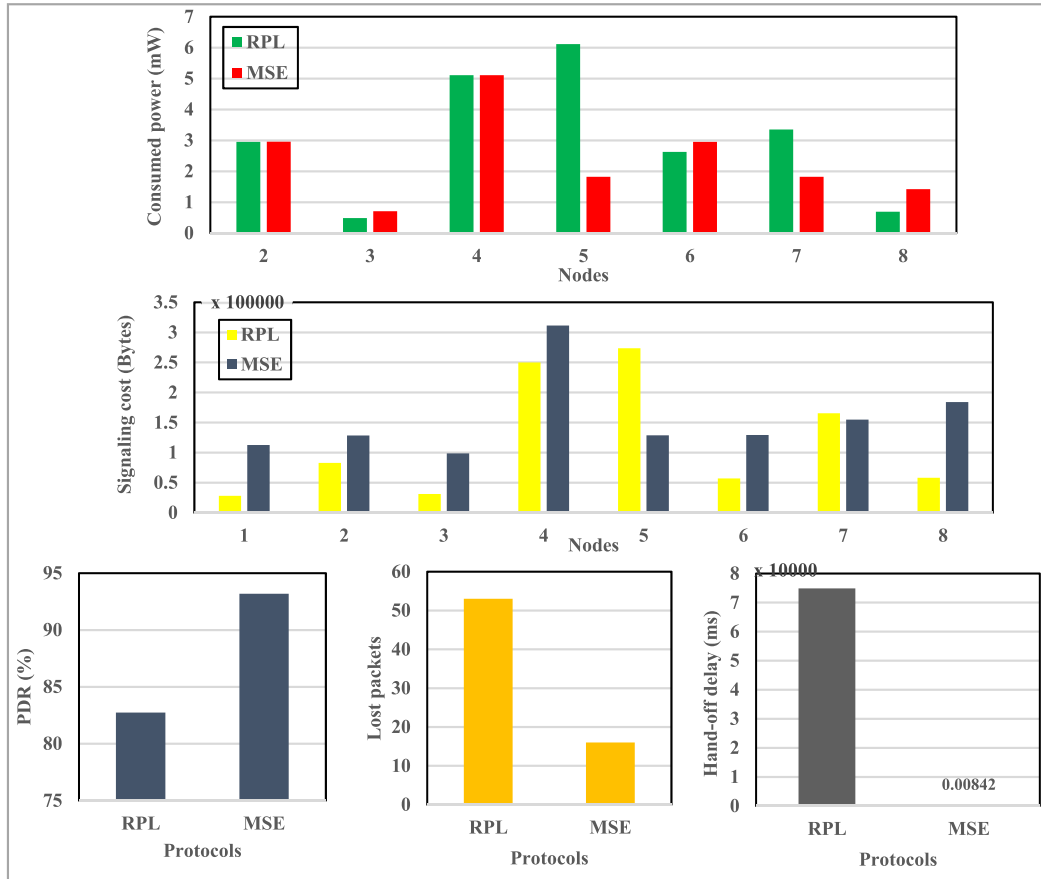 7
6
5
4
3
2
1
0
Consumed power (mW)
RPL
MSE
2 3 4 5 6 7 8
Nodes
x 100000
3.5
3
2.5
2
1.5
1
0.5
0
Signaling cost (Bytes)
RPL
MSE
1 2 3 4 5 6 7 8
Nodes
95
90
85
80
75
PDR (%)
RPL MSE
Protocols
60
50
40
30
20
10
0
Lost packets
RPL MSE
Protocols
x 10000
8
7
6
5
4
3
2
1
0
Hand-off delay (ms)
0.00842
RPL MSE
Protocols